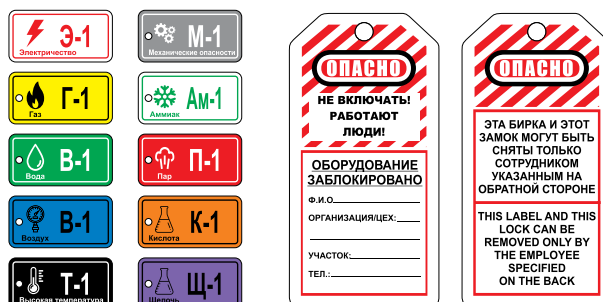 Э-1
Электричество
М-1
Механические опасности
Г-1
Газ
Ам-1
Аммиак
В-1
Вода
П-1
Пар
В-1
Воздух
К-1
Кислота
Т-1
Высокая температура
Щ-1
Щелочь
ОПАСНО
НЕ ВКЛЮЧАТЬ!
РАБОТАЮТ
ЛЮДИ!
ОБОРУДОВАНИЕ
ЗАБЛОКИРОВАНО
Ф.И.О
ОРГАНИЗАЦИЯ/ЦЕХ:
УЧАСТОК:
ТЕЛ.:
ОПАСНО
ЭТА БИРКА И ЭТОТ
ЗАМОК МОГУТ БЫТЬ
СНЯТЫ ТОЛЬКО
СОТРУДНИКОМ
УКАЗАННЫМ НА
ОБРАТНОЙ СТОРОНЕ
THIS LABEL AND THIS
LOCK CAN BE
REMOVED ONLY BY
THE EMPLOYEE
SPECIFIED
ON THE BACK